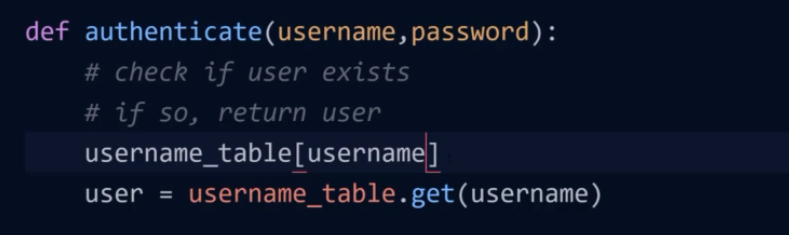 def authenticate(username,password):
# check if user exists
# if so, return user
username_table[username]
user = username_table.get(username)